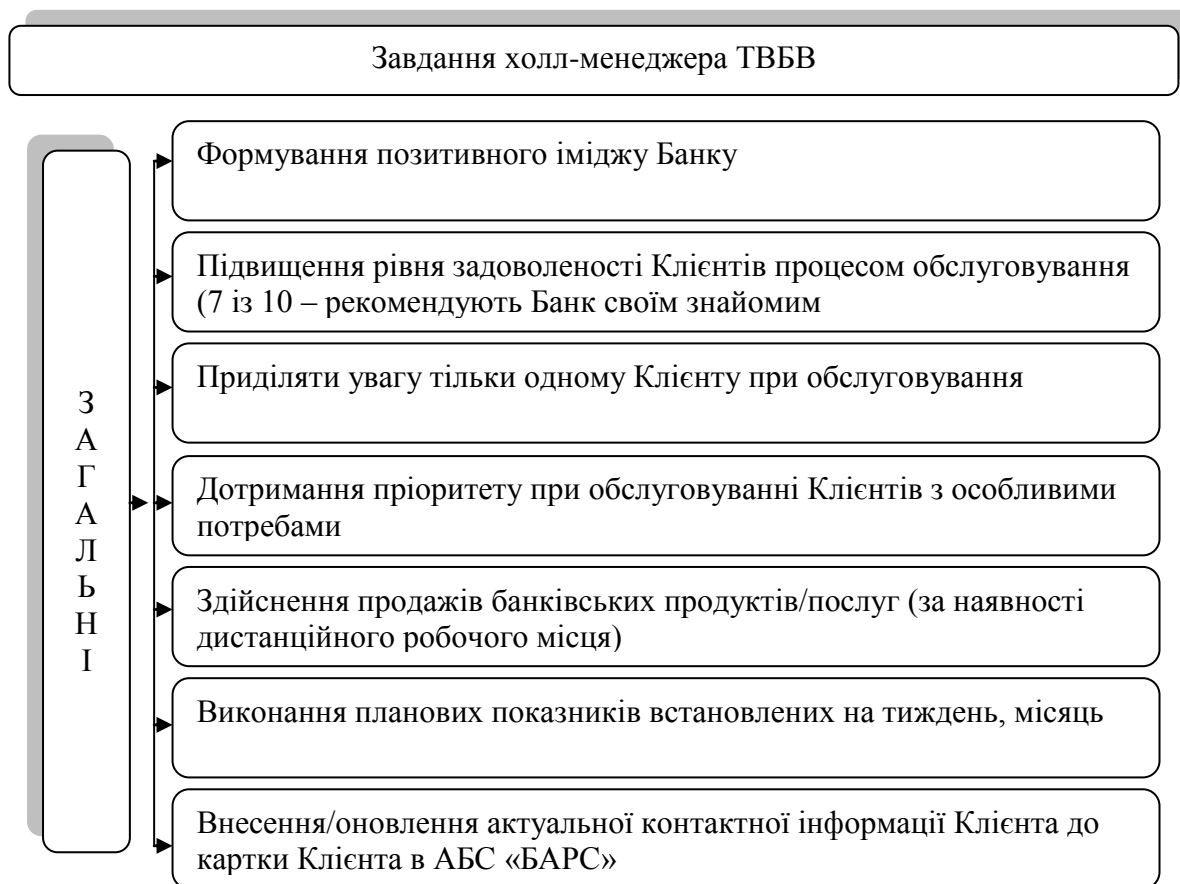 Завдання холл-менеджера ТВБВ
ЗАГАЛЬНІ
Формування позитивного іміджу Банку
Підвищення рівня задоволеності Клієнтів процесом обслуговування
(7 із 10 – рекомендують Банк своїм знайомим
Приділяти увагу тільки одному Клієнту при обслуговування
Дотримання пріоритету при обслуговуванні Клієнтів з особливими
потребами
Здійснення продажів банківських продуктів/послуг (за наявності
дистанційного робочого місця)
Виконання планових показників встановлених на тиждень, місяць
Внесення/оновлення актуальної контактної інформації Клієнта до
картки Клієнта в АБС «БАРС»